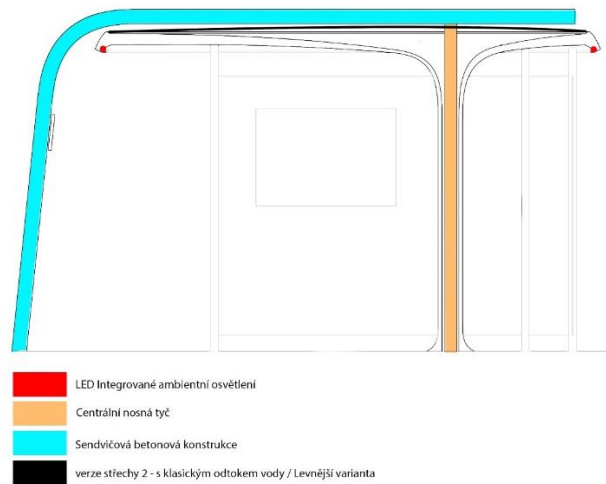 LED Integrované ambientní osvětlení
Centrální nosná tyč
Sendvičová betonová konstrukce
verze střechy 2 - s klasickým odtokem vody / Levnější varianta